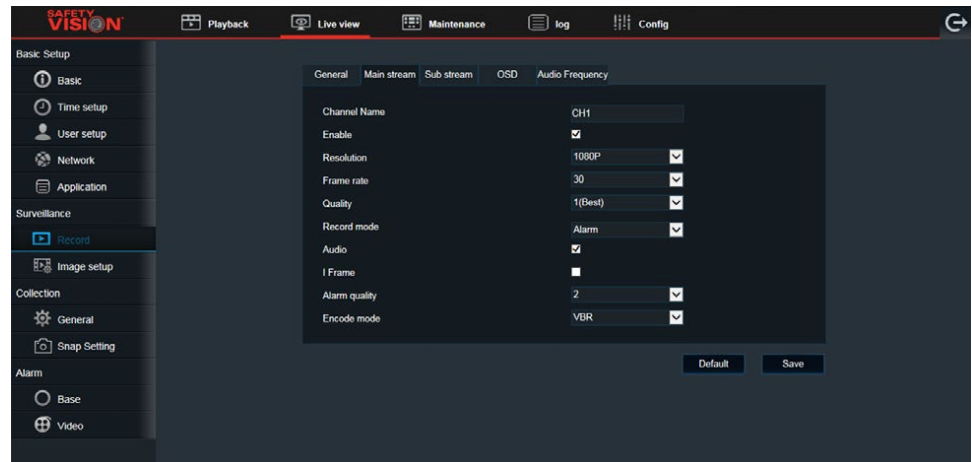 SAFETY
VISION
Playback
Live view
Maintenance
log
Config
Basic Setup
Basic
Time setup
User setup
Network
Application
Surveillance
Record
Image setup
Collection
General
Snap Setting
Alarm
Base
Video
General Main stream Sub stream OSD Audio Frequency
Channel Name CH1
Enable
Resolution 1080P
Frame rate 30
Quality 1(Best)
Record mode Alarm
Audio
I Frame
Alarm quality 2
Encode mode VBR
Default Save